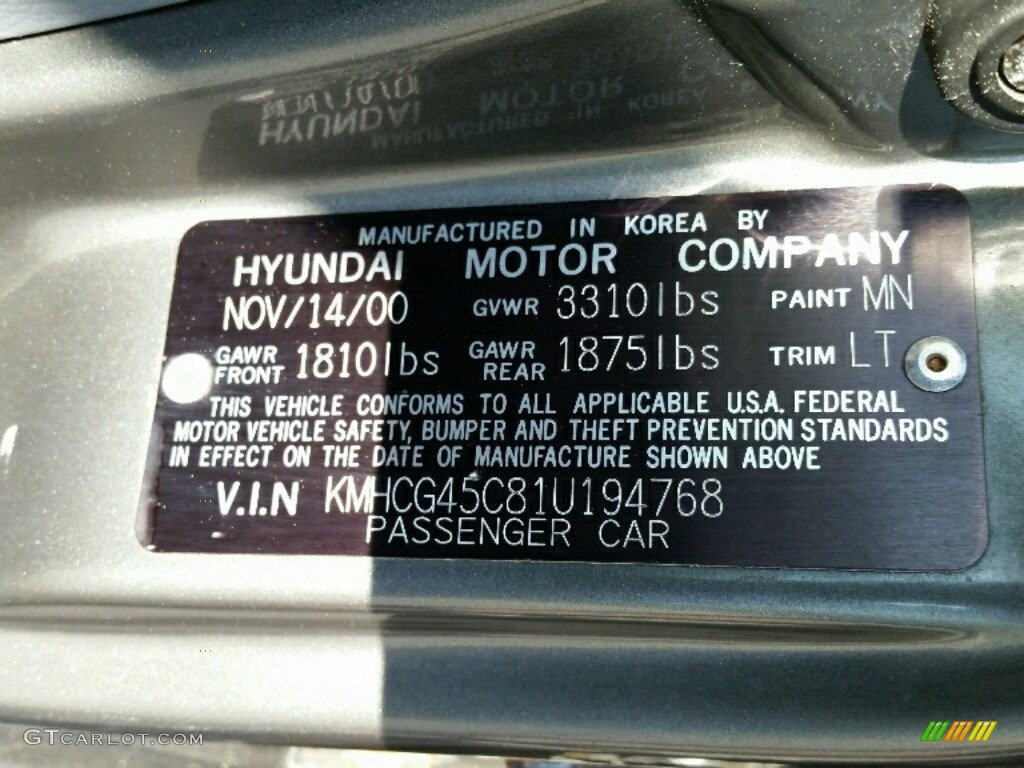 MANUFACTURED IN KOREA BY
HYUNDAI MOTOR COMPANY
NOV/14/00 GVWR 3310lbs PAINT MN
GAWR FRONT 1810lbs GAWR REAR 1875lbs TRIM LT
THIS VEHICLE CONFORMS TO ALL APPLICABLE U.S.A. FEDERAL
MOTOR VEHICLE SAFETY, BUMPER AND THEFT PREVENTION STANDARDS
IN EFFECT ON THE DATE OF MANUFACTURE SHOWN ABOVE
V.I.N KMHCG45C81U194768
PASSENGER CAR
GTCARLOT.COM